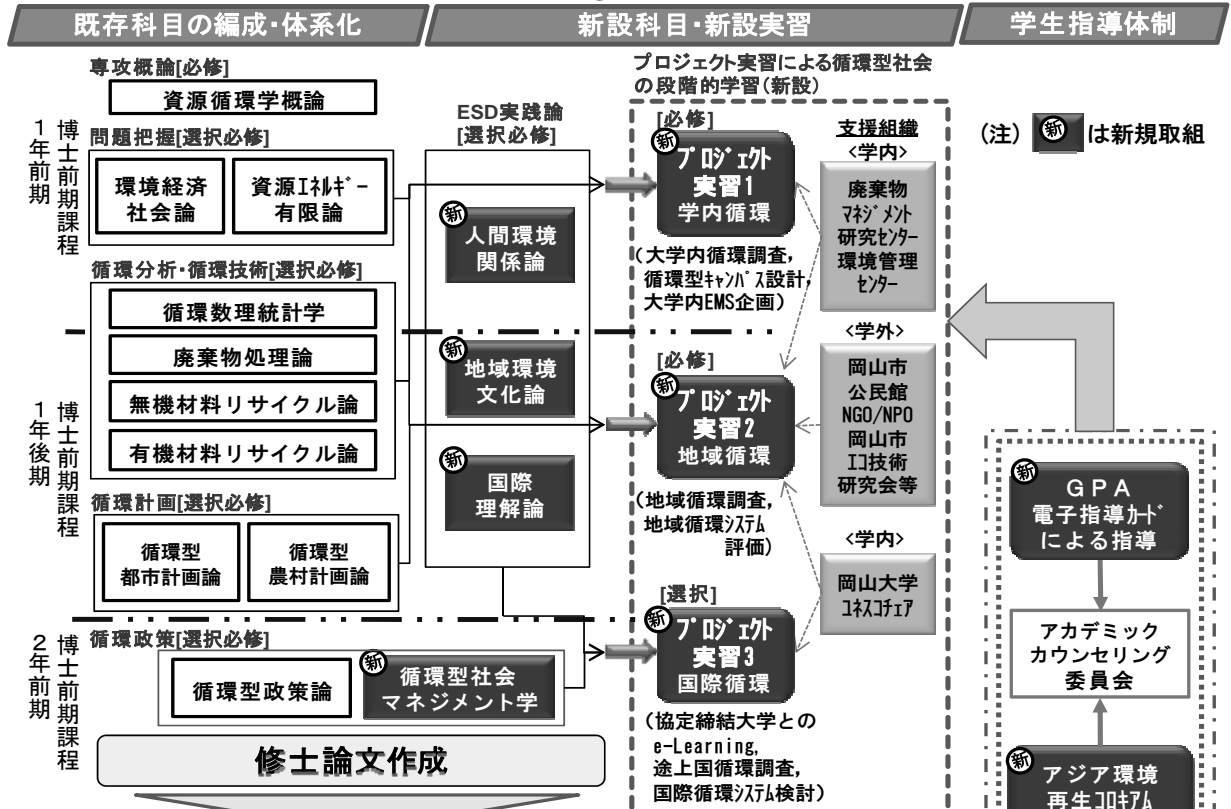 既存科目の編成・体系化
新設科目・新設実習
学生指導体制
専攻概論[必修]
資源循環学概論
博士前期課程
1年前期
問題把握[選択必修]
環境経済
社会論
資源ｴﾈﾙｷﾞｰ
有限論
循環分析・循環技術[選択必修]
循環数理統計学
廃棄物処理論
無機材料リサイクル論
有機材料リサイクル論
博士前期課程
1年後期
循環計画[選択必修]
循環型
都市計画論
循環型
農村計画論
博士前期課程
2年前期
循環政策[選択必修]
循環型政策論
新
循環型社会
マネジメント学
修士論文作成
ESD実践論
[選択必修]
新
人間環境
関係論
新
地域環境
文化論
新
国際
理解論
プロジェクト実習による循環型社会
の段階的学習(新設)
[必修]
新
ﾌﾟﾛｼﾞｪｸﾄ
実習1
学内循環
(大学内循環調査,
循環型ｷｬﾝﾊﾟｽ設計,
大学内EMS企画)
[必修]
新
ﾌﾟﾛｼﾞｪｸﾄ
実習2
地域循環
(地域循環調査,
地域循環ｼｽﾃﾑ
評価)
[選択]
新
ﾌﾟﾛｼﾞｪｸﾄ
実習3
国際循環
(協定締結大学との
e-Learning,
途上国循環調査,
国際循環ｼｽﾃﾑ検討)
支援組織
<学内>
廃棄物
ﾏﾈｼﾞﾒﾝﾄ
研究ｾﾝﾀｰ
環境管理
ｾﾝﾀｰ
<学外>
岡山市
公民館
NGO/NPO
岡山市
ｴｺ技術
研究会等
<学内>
岡山大学
ﾕﾈｽｺﾁｪｱ
(注) 新 は新規取組
新
GPA
電子指導ｶｰﾄﾞ
による指導
アカデミック
カウンセリング
委員会
新
アジア環境
再生ｺﾛｷｱﾑ